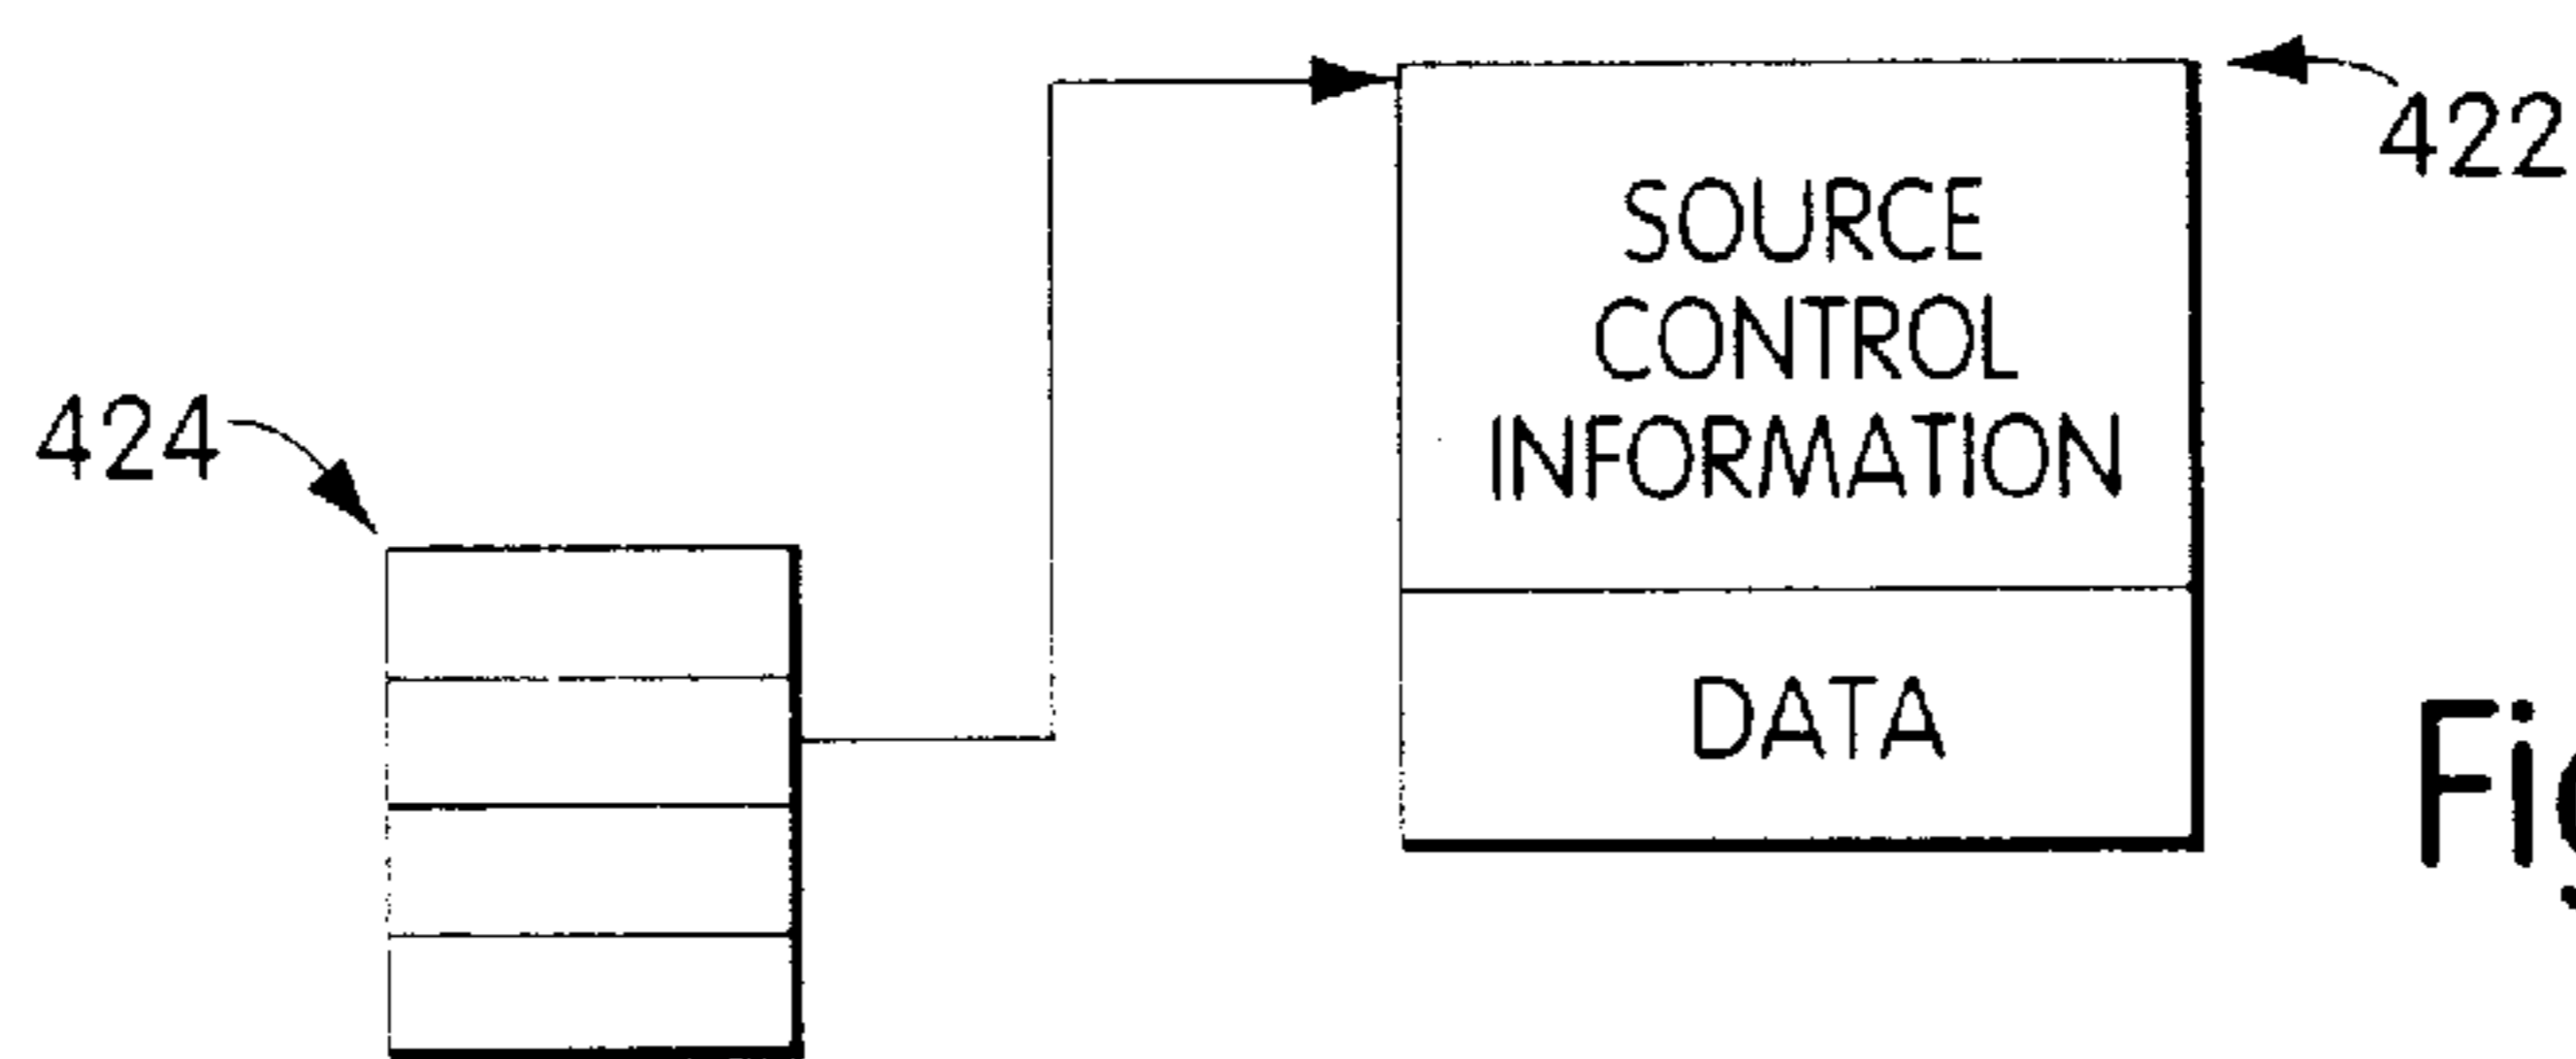 422
SOURCE
CONTROL
INFORMATION
424
DATA